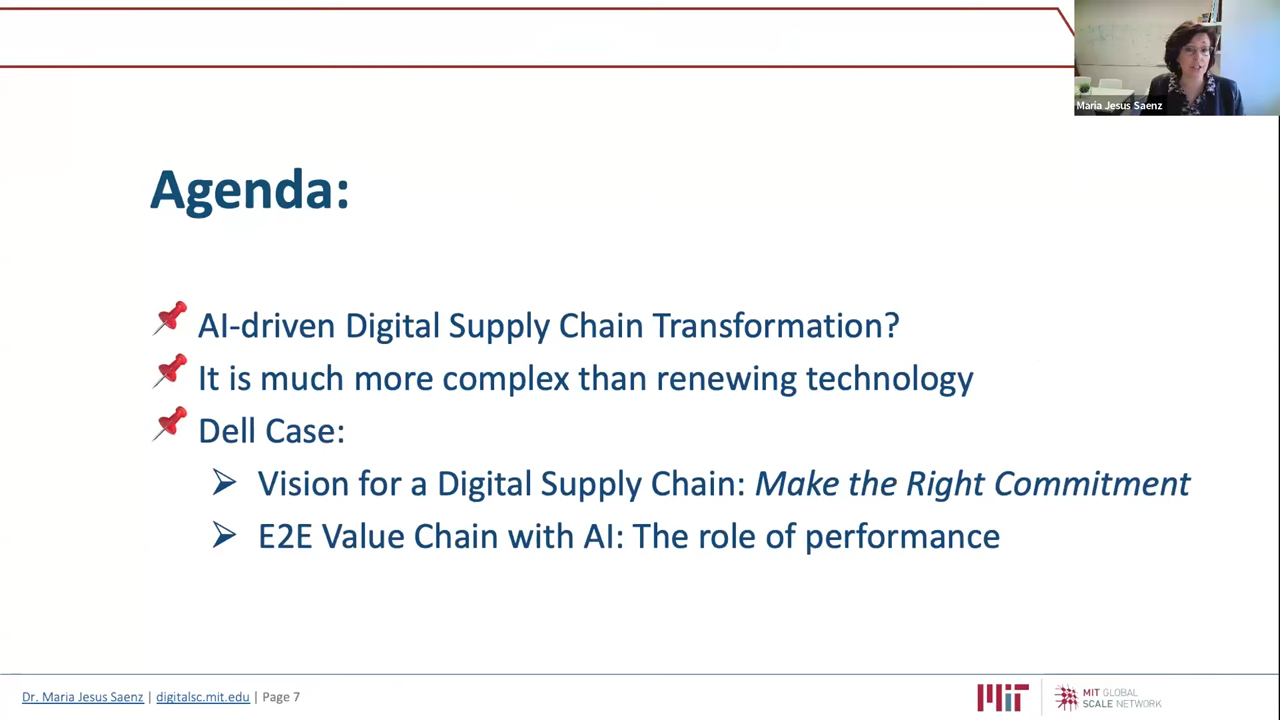 Maria Jesus Saenz
Agenda:
AI-driven Digital Supply Chain Transformation?
It is much more complex than renewing technology
Dell Case:
Vision for a Digital Supply Chain: Make the Right Commitment
E2E Value Chain with AI: The role of performance
Dr. Maria Jesus Saenz | digitalsc.mit.edu | Page 7
MIT
MIT GLOBAL
SCALE NETWORK